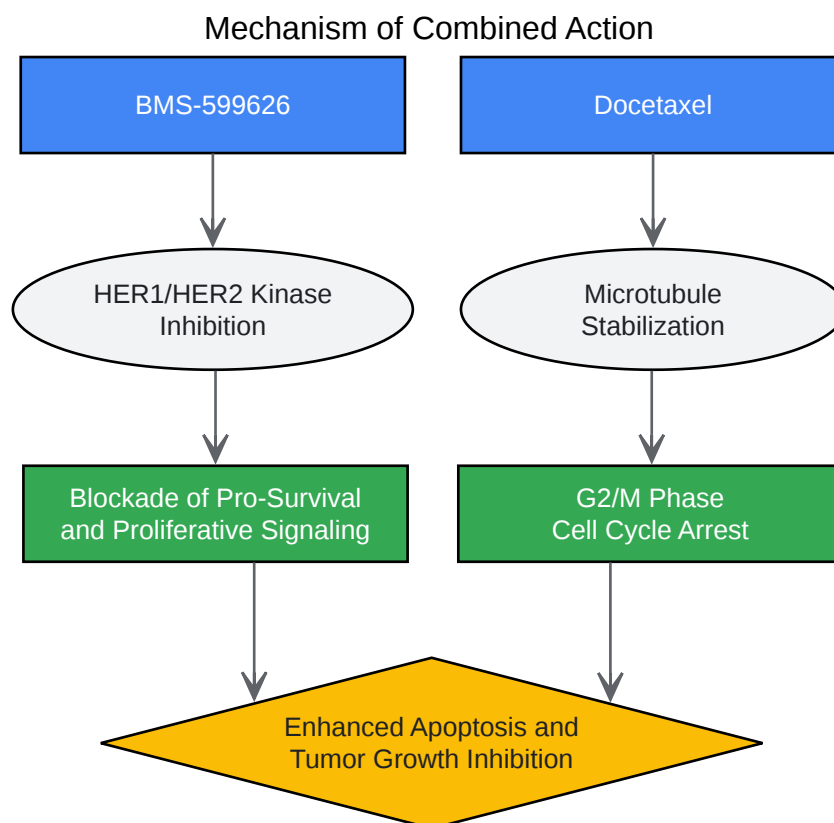 Mechanism of Combined Action
BMS-599626
Docetaxel
HER1/HER2 Kinase
Inhibition
Microtubule
Stabilization
Blockade of Pro-Survival
and Proliferative Signaling
G2/M Phase
Cell Cycle Arrest
Enhanced Apoptosis and
Tumor Growth Inhibition